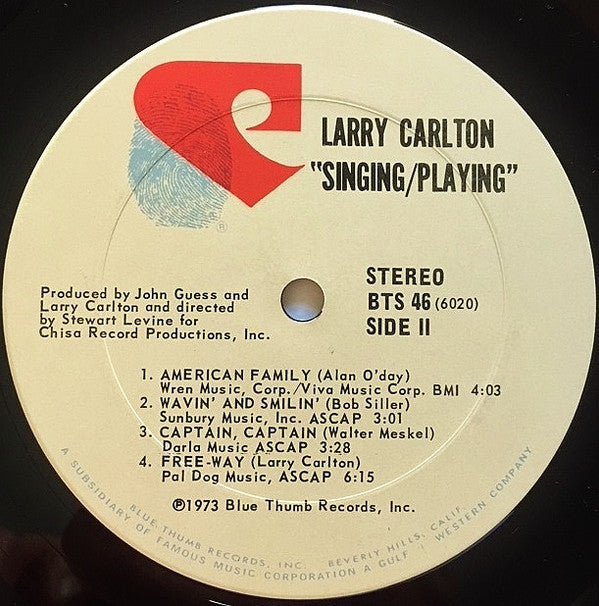 LARRY CARLTON
"SINGING/PLAYING"
®
STEREO
BTS 46 (6020)
SIDE II
Produced by John Guess and
Larry Carlton and directed
by Stewart Levine for
Chisa Record Productions, Inc.
1. AMERICAN FAMILY (Alan O'day)
Wren Music, Corp./Viva Music Corp. BMI 4:03
2. WAVIN' AND SMILIN' (Bob Siller)
Sunbury Music, Inc. ASCAP 3:01
3. CAPTAIN, CAPTAIN (Walter Meskel)
Darla Music ASCAP 3:28
4. FREE-WAY (Larry Carlton)
Pal Dog Music, ASCAP 6:15
℗1973 Blue Thumb Records, Inc.
BLUE THUMB RECORDS, INC. BEVERLY HILLS, CALIF.
A SUBSIDIARY OF FAMOUS MUSIC CORPORATION A GULF + WESTERN COMPANY